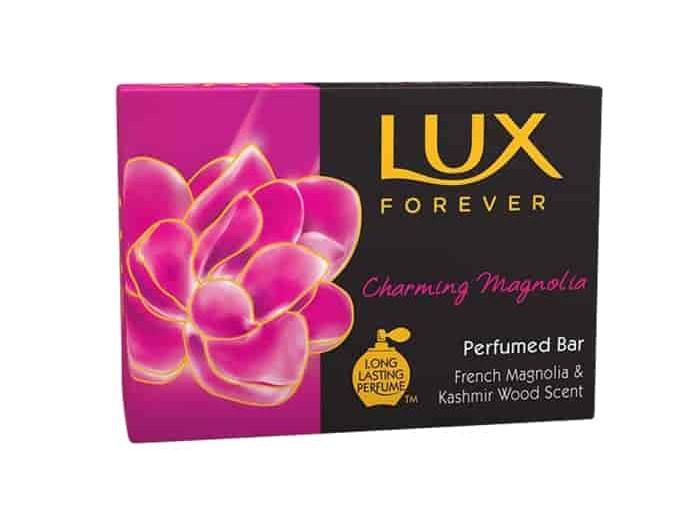 LUX
FOREVER
Charming Magnolia
LONG
LASTING
PERFUME
TM
Perfumed Bar
French Magnolia &
Kashmir Wood Scent